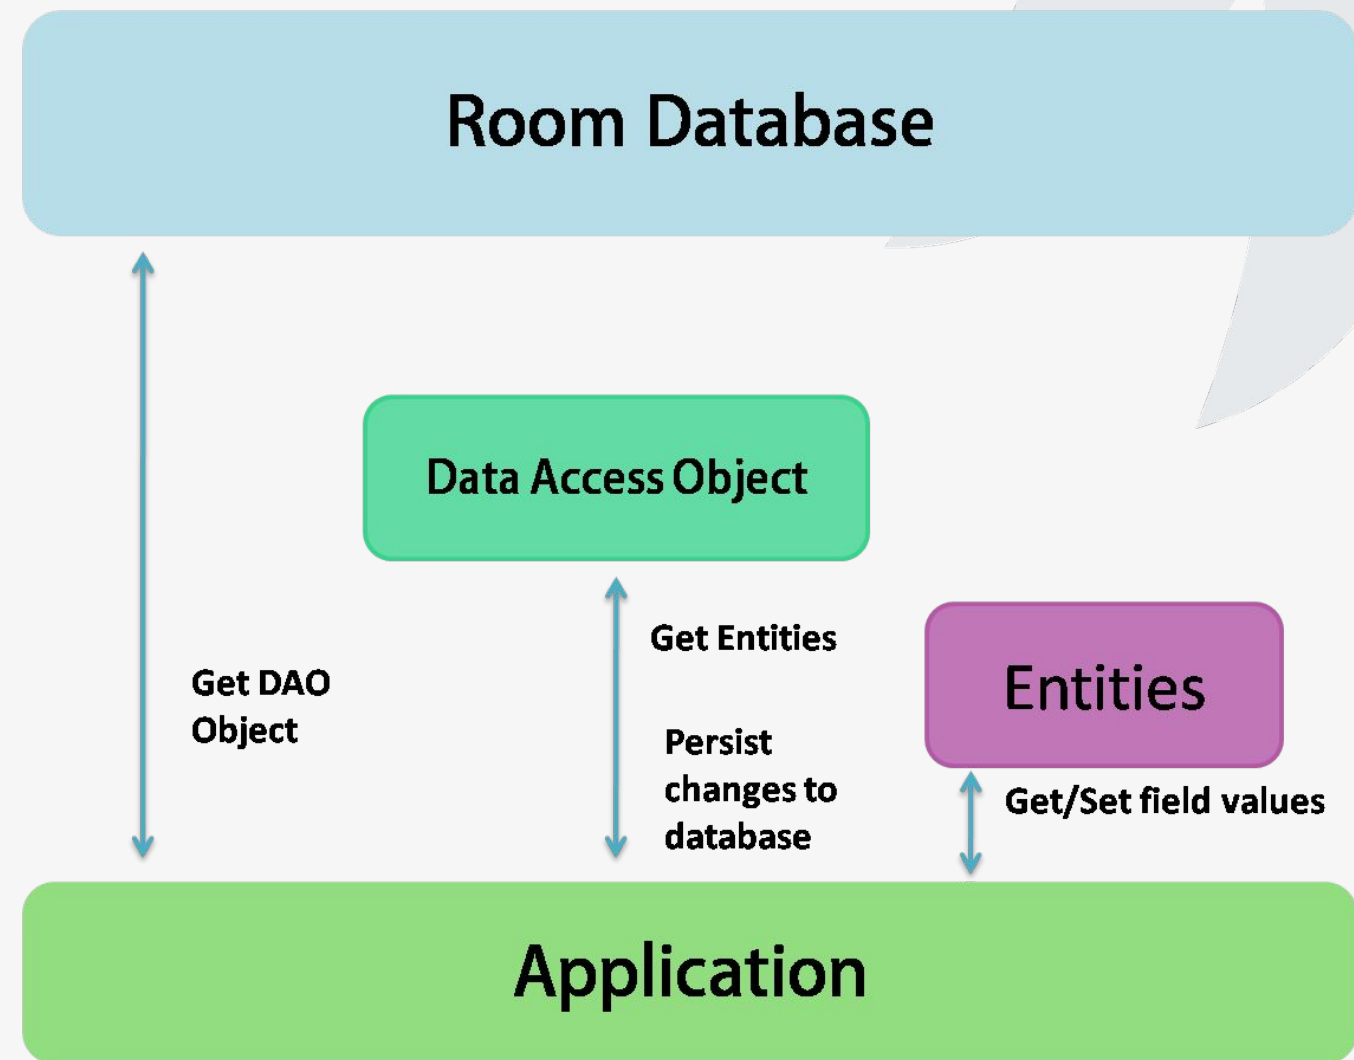 Room Database
Data Access Object
Get Entities
Get DAO
Object
Entities
Persist
changes to
database
Get/Set field values
Application